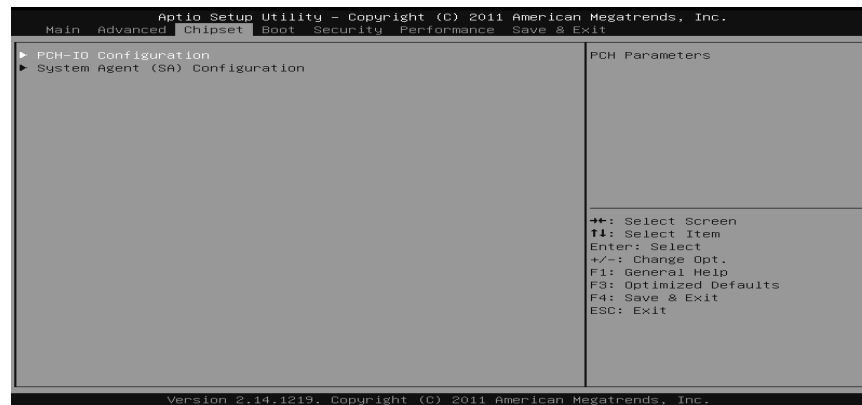 Aptio Setup Utility – Copyright (C) 2011 American Megatrends, Inc.
Main Advanced Chipset Boot Security Performance Save & Exit
► PCH-IO Configuration
► System Agent (SA) Configuration
PCH Parameters
→←: Select Screen
↑↓: Select Item
Enter: Select
+/-: Change Opt.
F1: General Help
F3: Optimized Defaults
F4: Save & Exit
ESC: Exit
Version 2.14.1219. Copyright (C) 2011 American Megatrends, Inc.